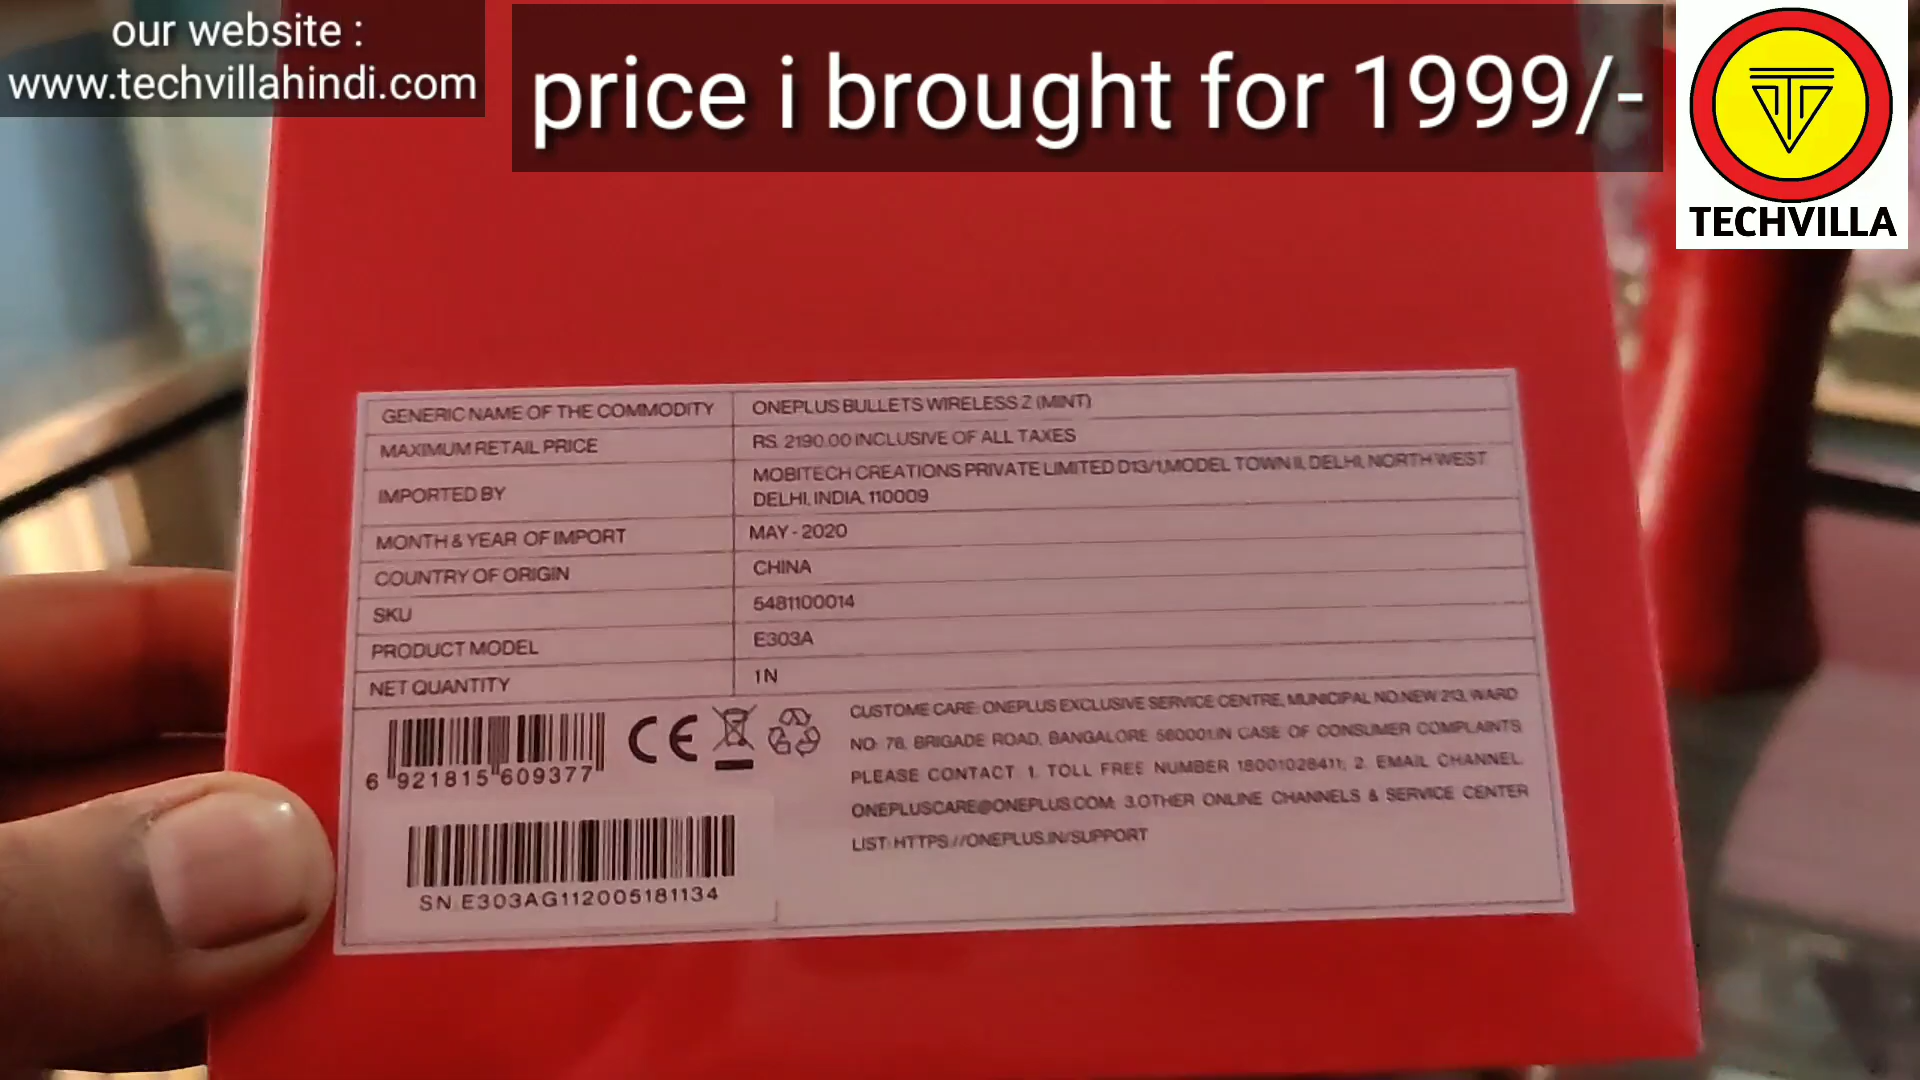 our website :
www.techvillahindi.com
price i brought for 1999/-
TECHVILLA
GENERIC NAME OF THE COMMODITY ONEPLUS BULLETS WIRELESS Z (MINT)
MAXIMUM RETAIL PRICE RS. 2190.00 INCLUSIVE OF ALL TAXES
IMPORTED BY MOBITECH CREATIONS PRIVATE LIMITED D13/1,MODEL TOWN II, DELHI, NORTH WEST
DELHI, INDIA, 110009
MONTH & YEAR OF IMPORT MAY - 2020
COUNTRY OF ORIGIN CHINA
SKU 5481100014
PRODUCT MODEL E303A
NET QUANTITY 1N
6 921815 609377
CE
SN E303AG112005181134
CUSTOME CARE: ONEPLUS EXCLUSIVE SERVICE CENTRE, MUNICIPAL NO.NEW 213, WARD
NO: 76, BRIGADE ROAD, BANGALORE 560001.IN CASE OF CONSUMER COMPLAINTS
PLEASE CONTACT 1. TOLL FREE NUMBER 18001028411; 2. EMAIL CHANNEL.
ONEPLUSCARE@ONEPLUS.COM; 3.OTHER ONLINE CHANNELS & SERVICE CENTER
LIST: HTTPS://ONEPLUS.IN/SUPPORT